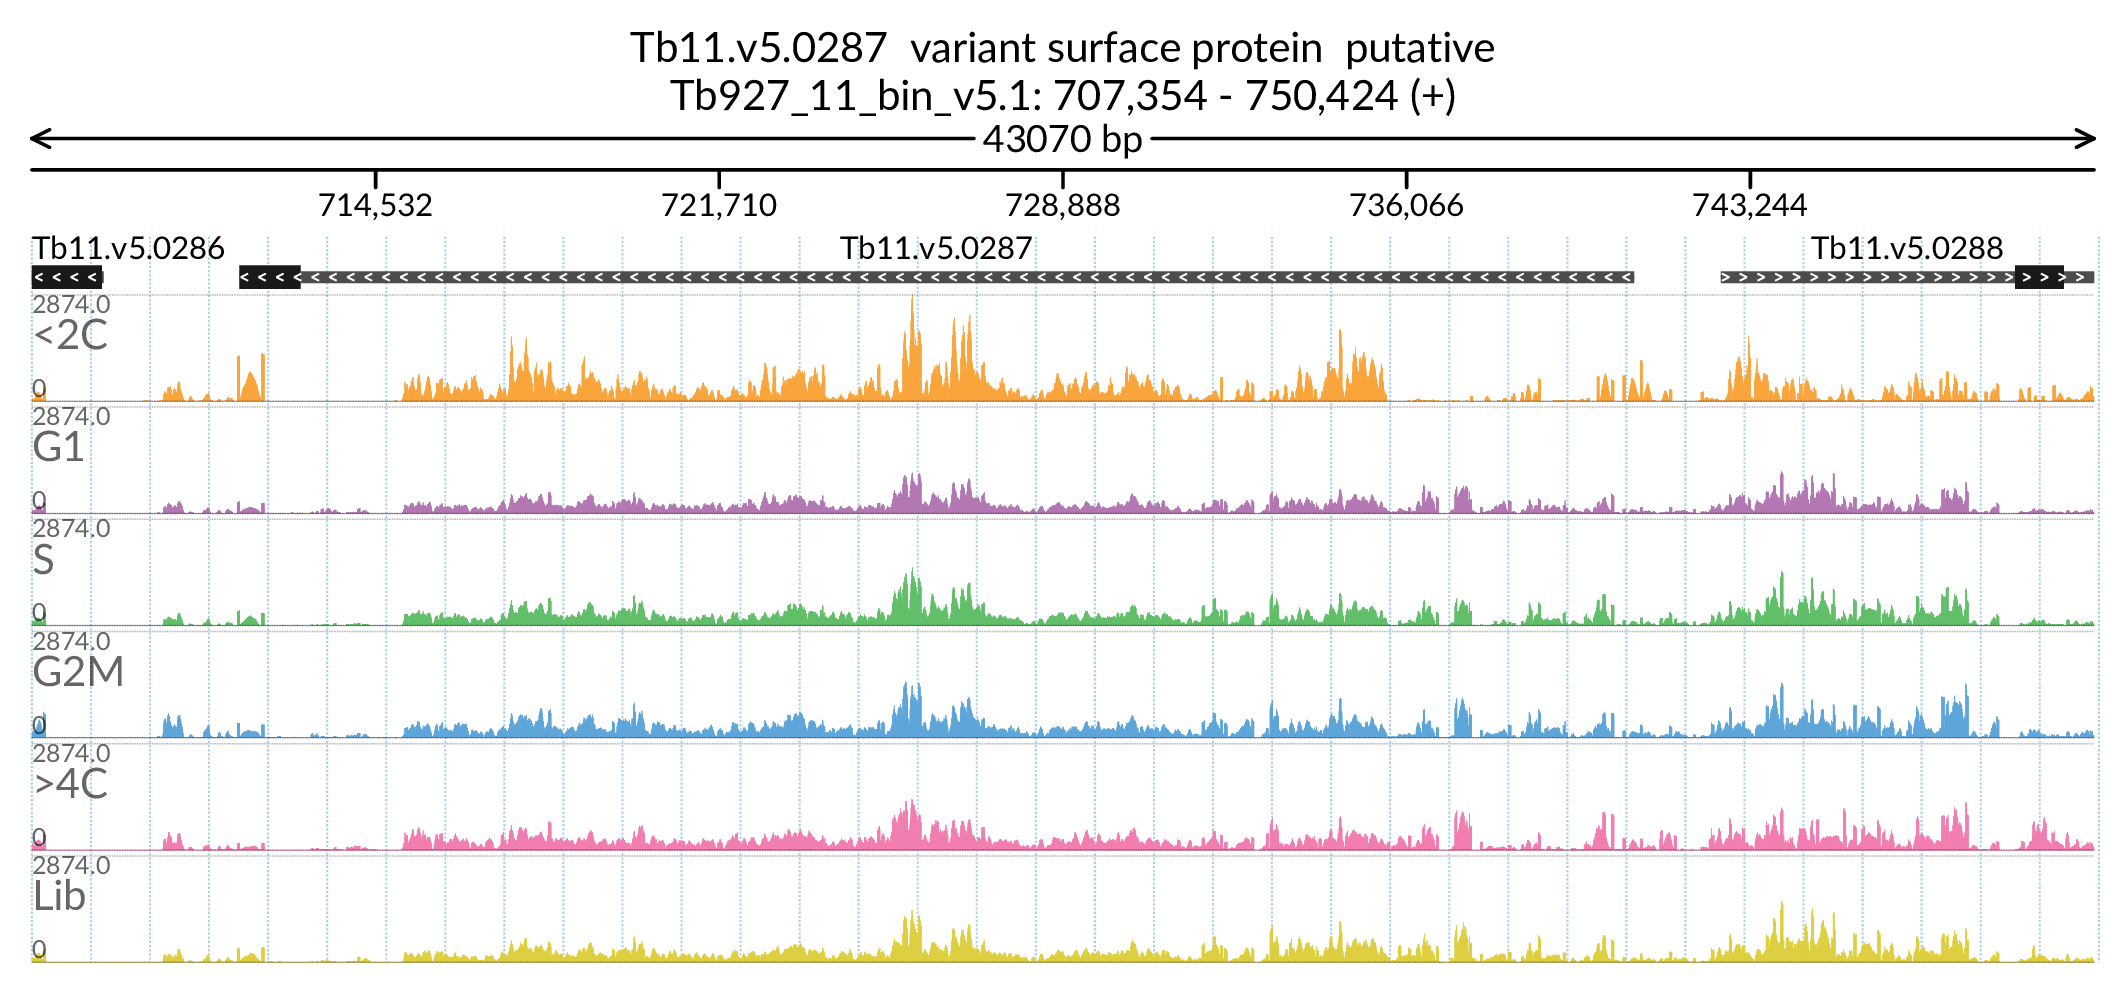 Tb11.v5.0287  variant surface protein  putative
Tb927_11_bin_v5.1: 707,354 - 750,424 (+)
43070 bp
714,532 721,710 728,888 736,066 743,244
Tb11.v5.0286 Tb11.v5.0287 Tb11.v5.0288
2874.0
<2C
0
2874.0
G1
0
2874.0
S
0
2874.0
G2M
0
2874.0
>4C
0
2874.0
Lib
0